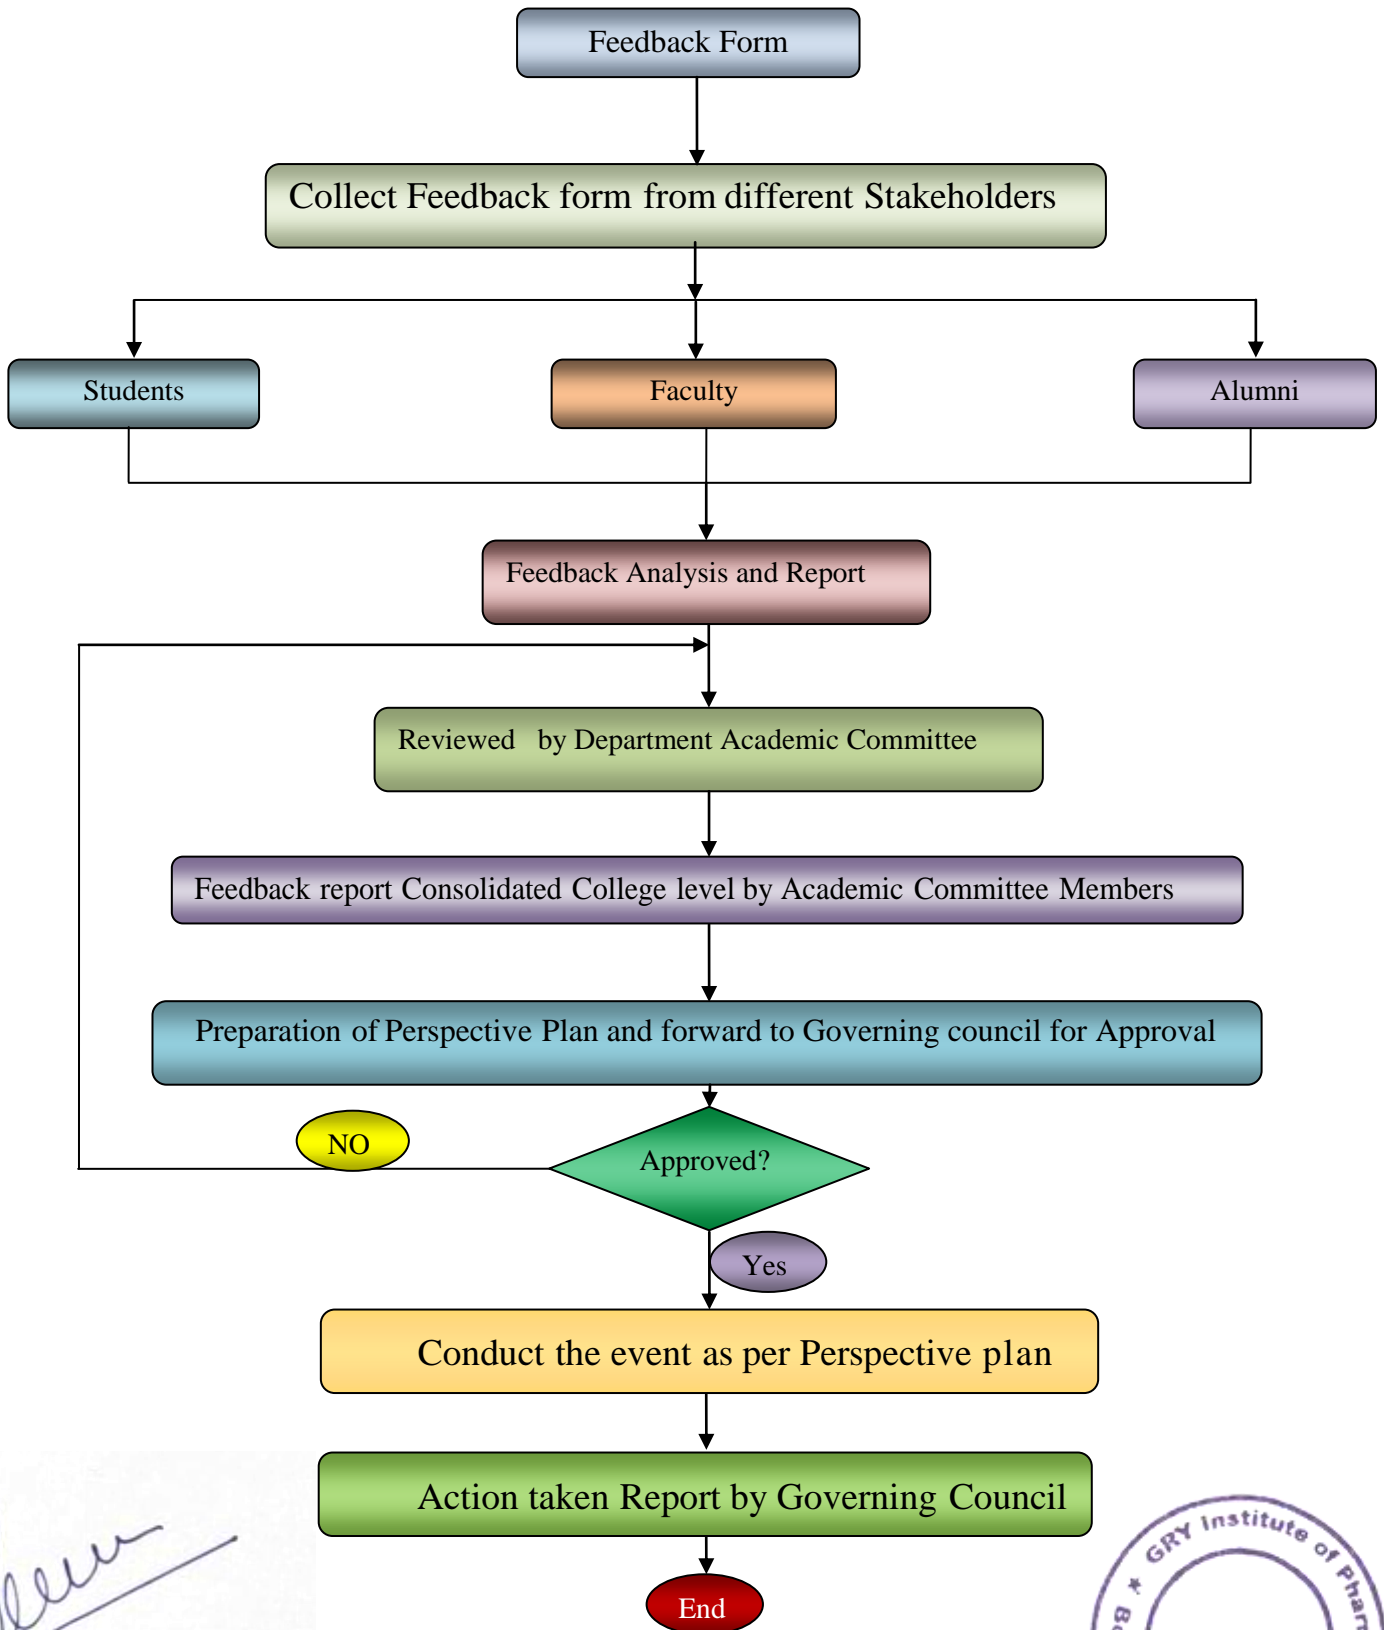 Feedback Form
Collect Feedback form from different Stakeholders
Students
Faculty
Alumni
Feedback Analysis and Report
Reviewed by Department Academic Committee
Feedback report Consolidated College level by Academic Committee Members
Preparation of Perspective Plan and forward to Governing council for Approval
NO
Approved?
Yes
Conduct the event as per Perspective plan
Action taken Report by Governing Council
End
GRY Institute of